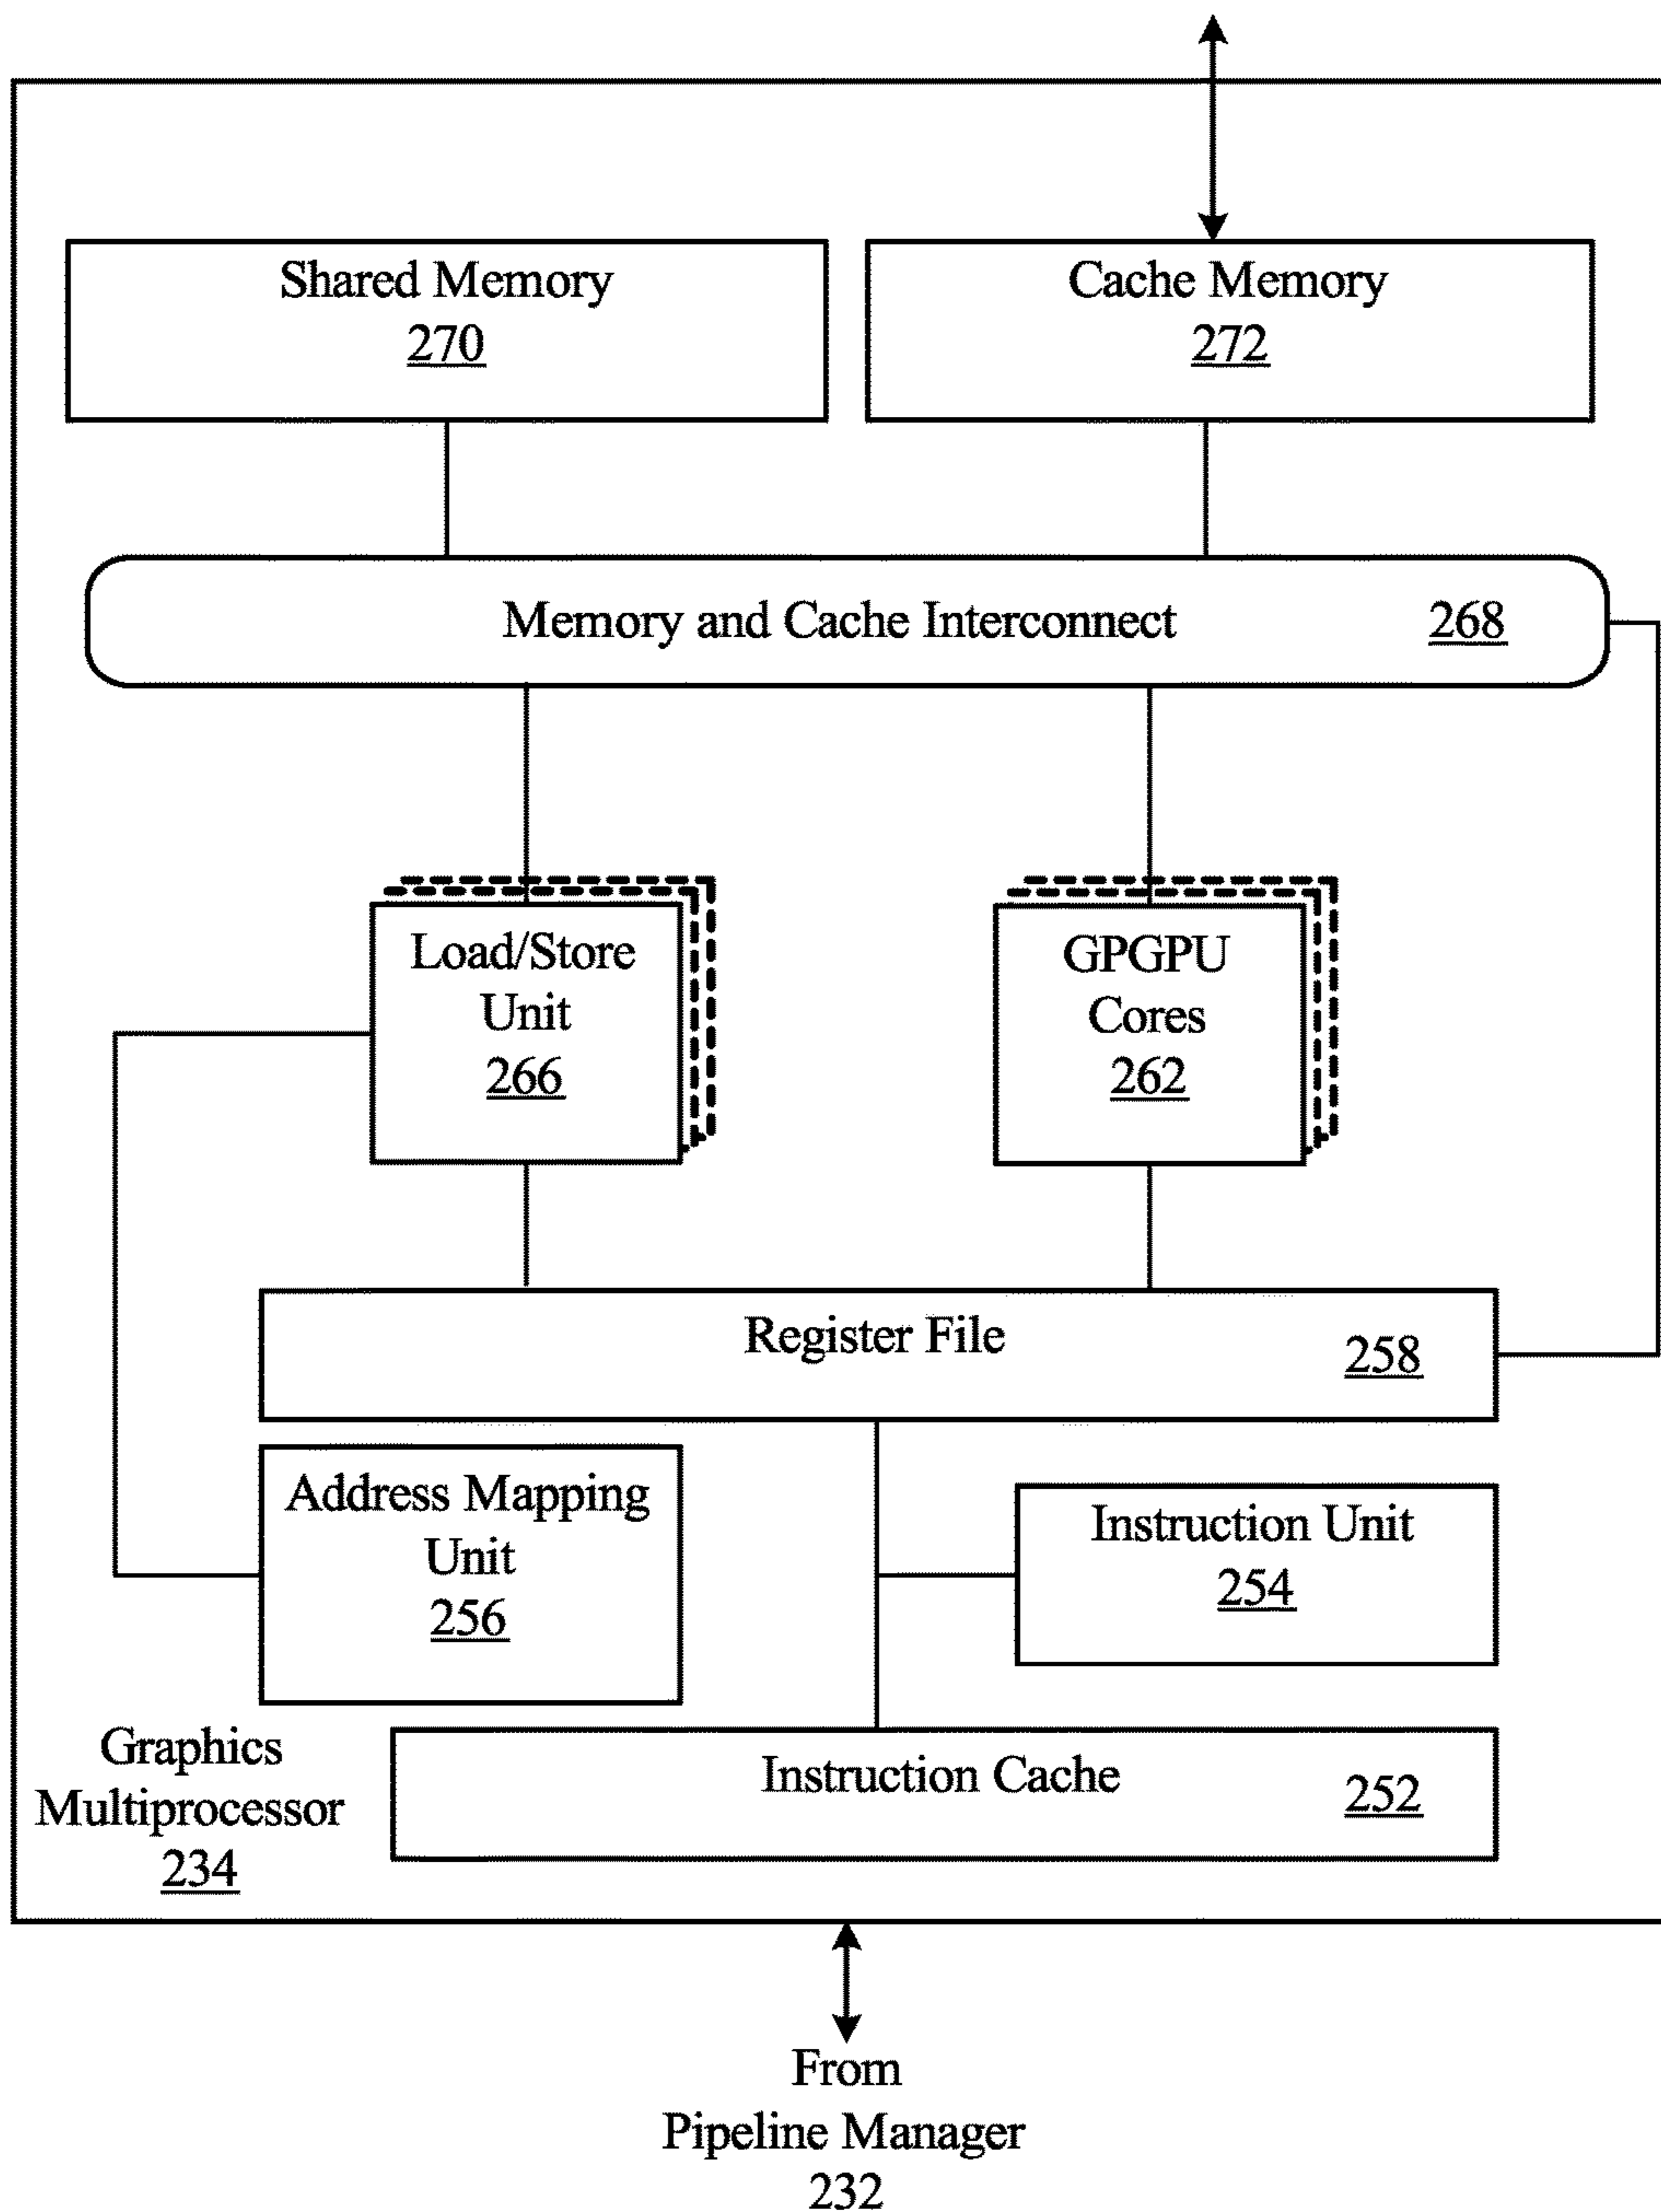 Shared Memory
270
Cache Memory
272
Memory and Cache Interconnect 268
Load/Store
Unit
266
GPGPU
Cores
262
Register File 258
Address Mapping
Unit
256
Instruction Unit
254
Graphics
Multiprocessor
234
Instruction Cache 252
From
Pipeline Manager
232